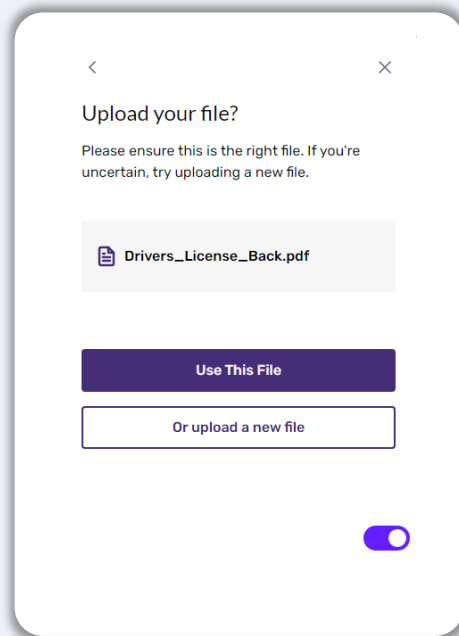 Upload your file?
Please ensure this is the right file. If you're
uncertain, try uploading a new file.
Drivers_License_Back.pdf
Use This File
Or upload a new file